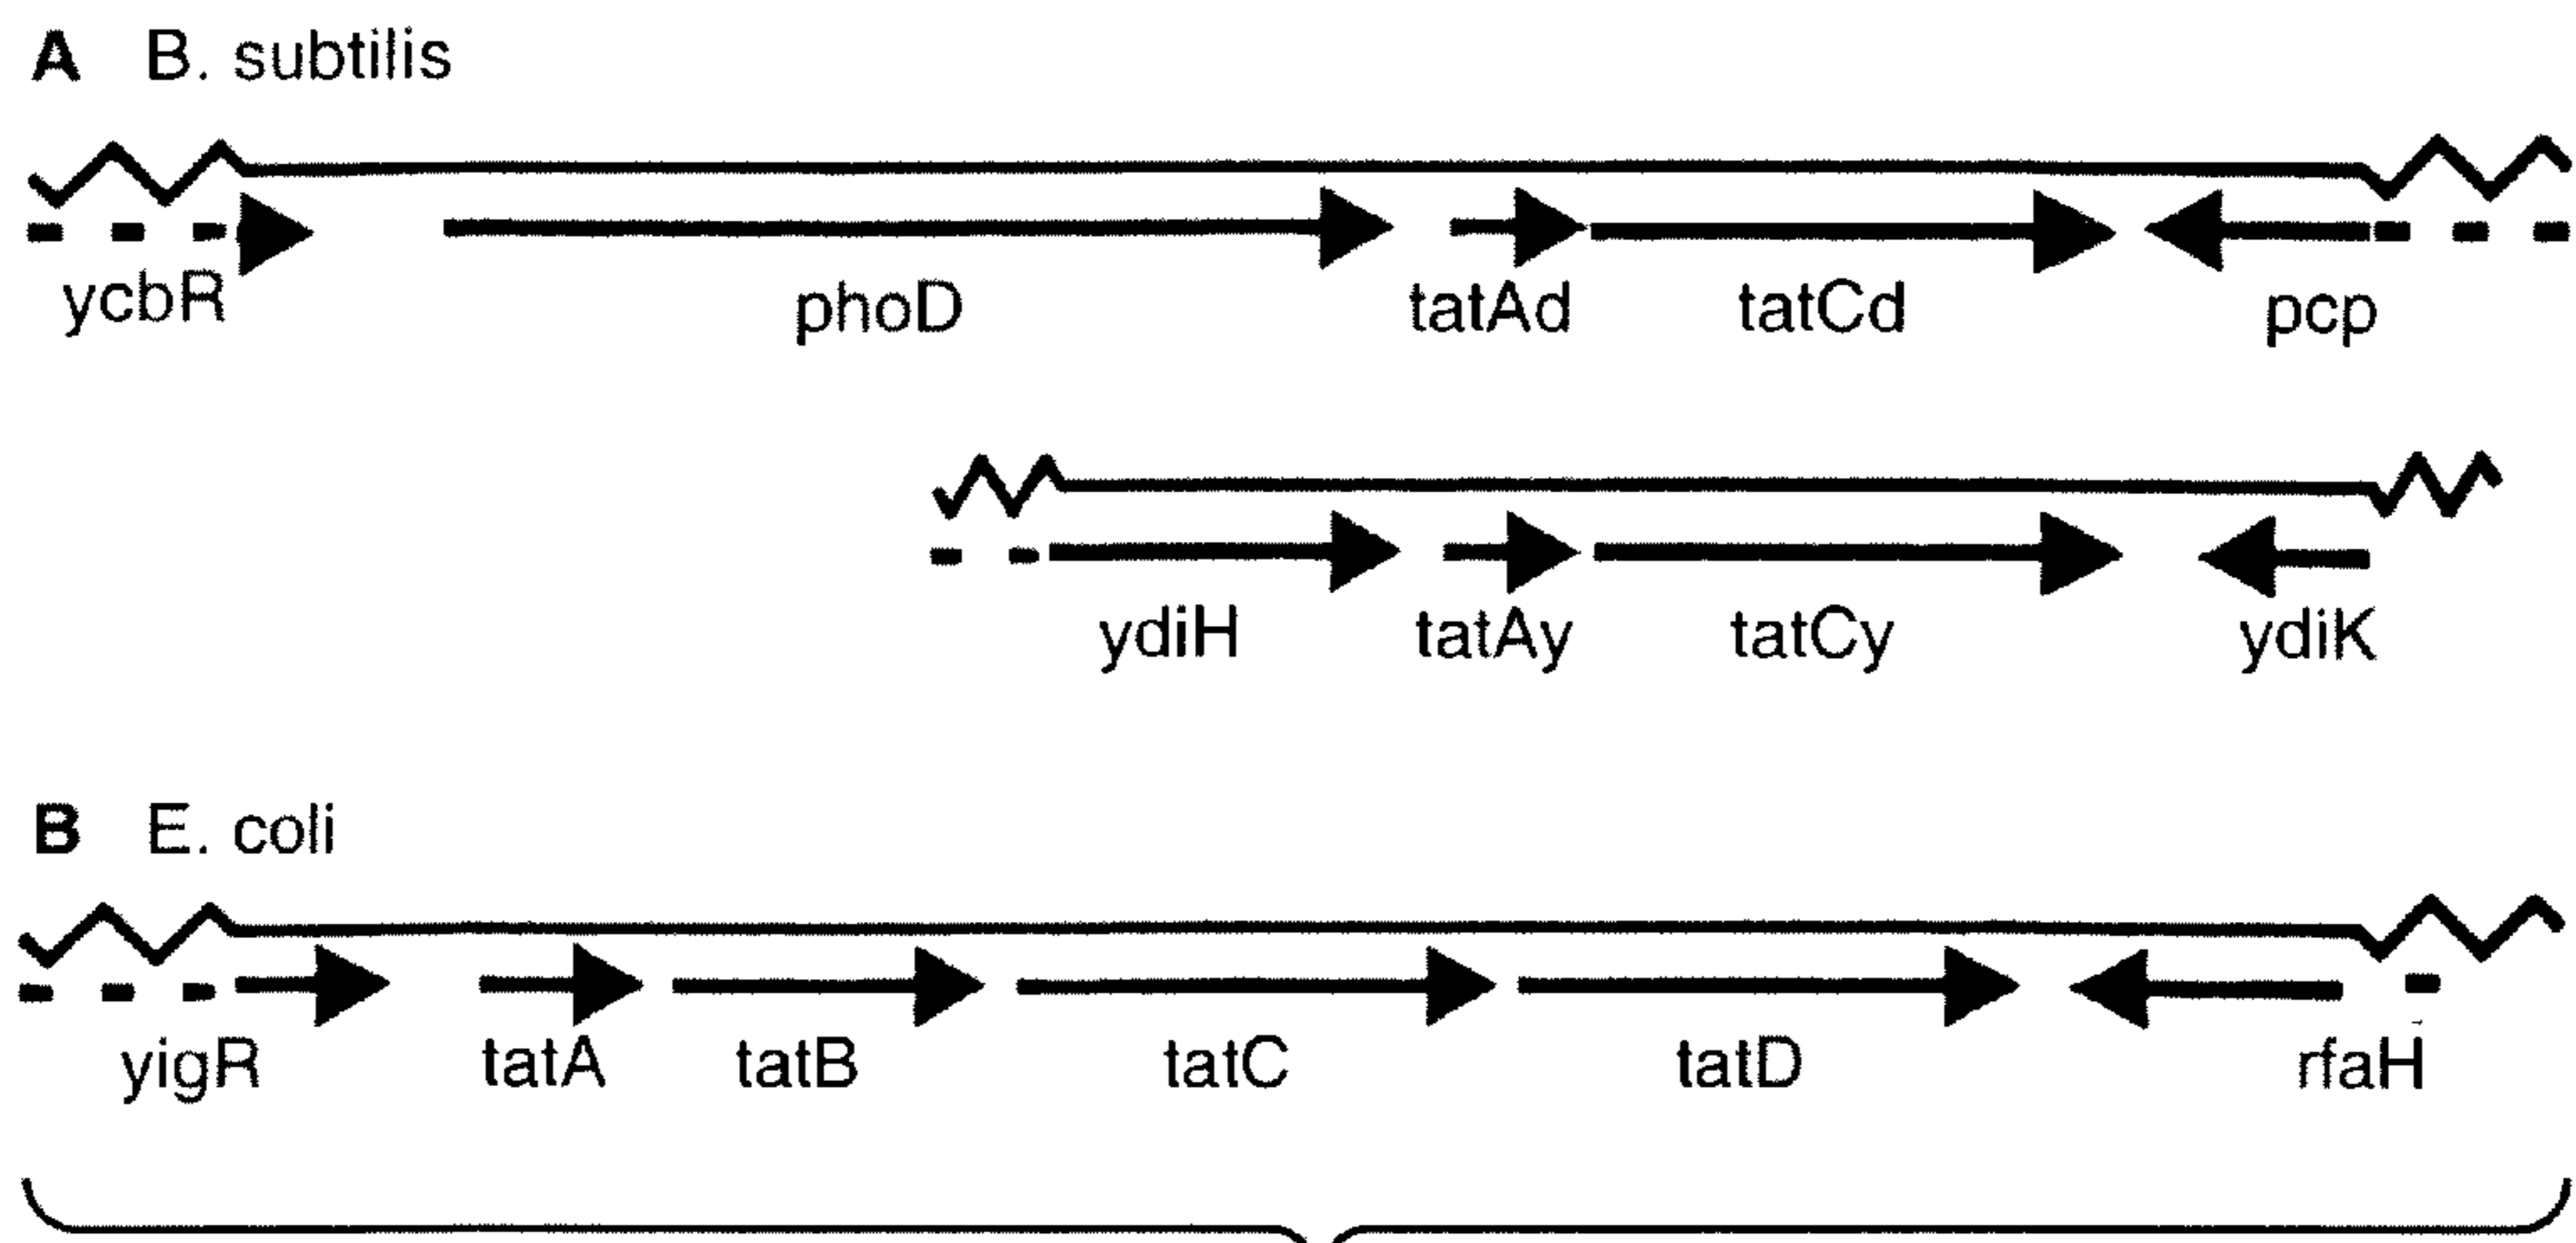 A B. subtilis
ycbR phoD tatAd tatCd pcp
ydiH tatAy tatCy ydiK
B E. coli
yigR tatA tatB tatC tatD rfaH